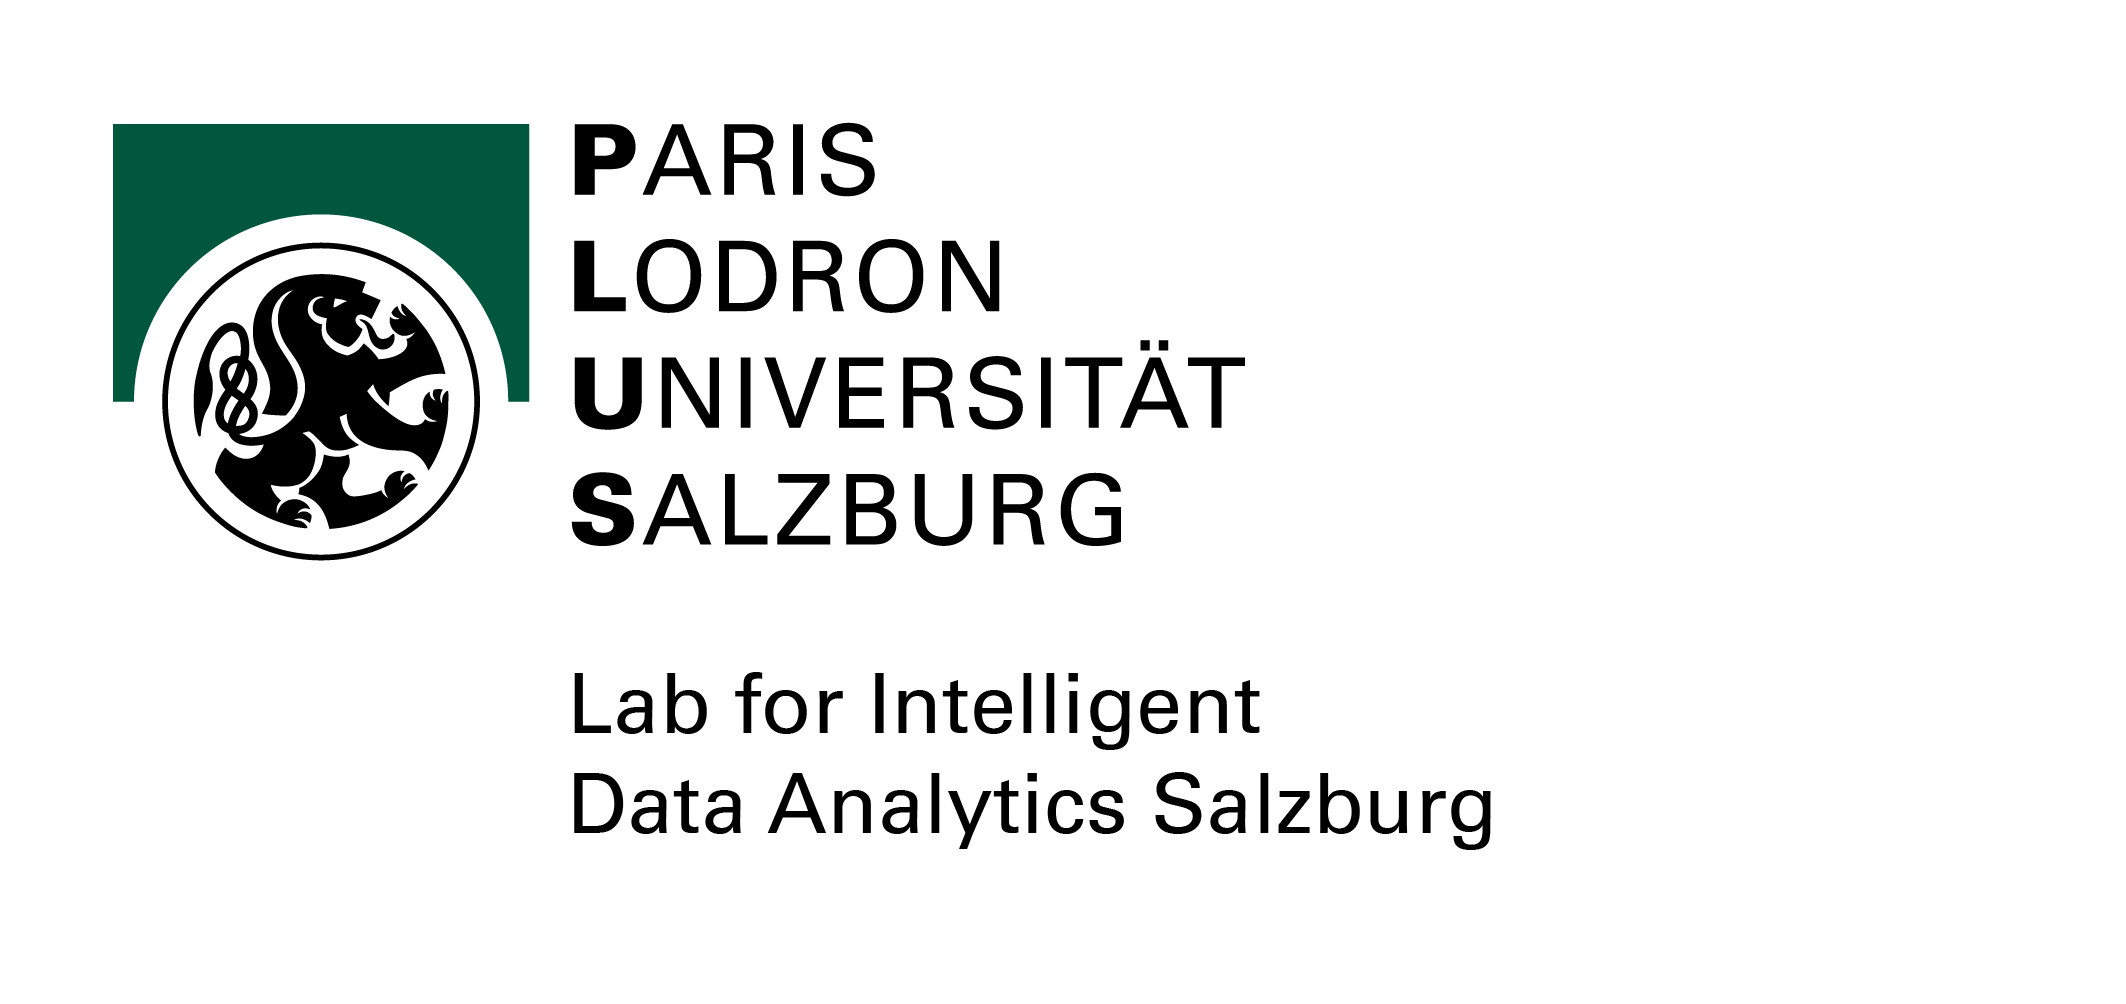 PARIS
LODRON
UNIVERSITÄT
SALZBURG
Lab for Intelligent
Data Analytics Salzburg